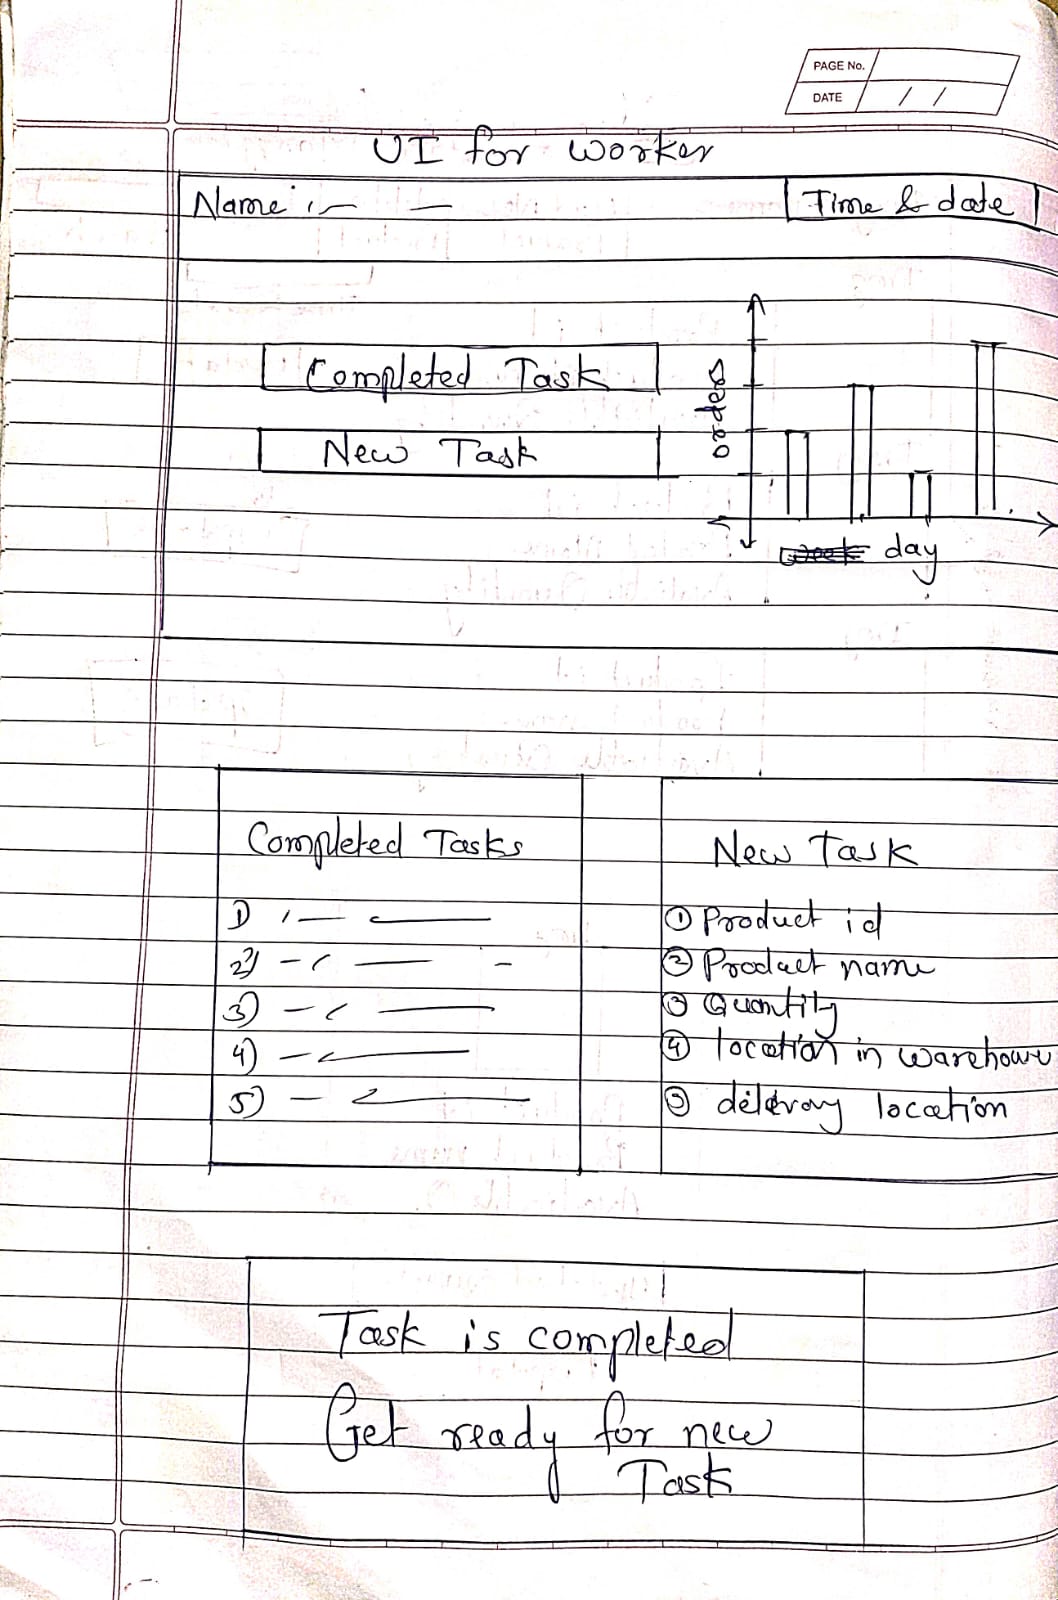 PAGE No.
DATE / /
UI for Worker
Name :- —
Time & date
Completed Task
New Task
orders
day
Completed Tasks
1)
2)
3)
4)
5)
New Task
① Product id
② Product name
③ Quantity
④ location in warehouse
⑤ location
Task is completed
Get ready for new
Task